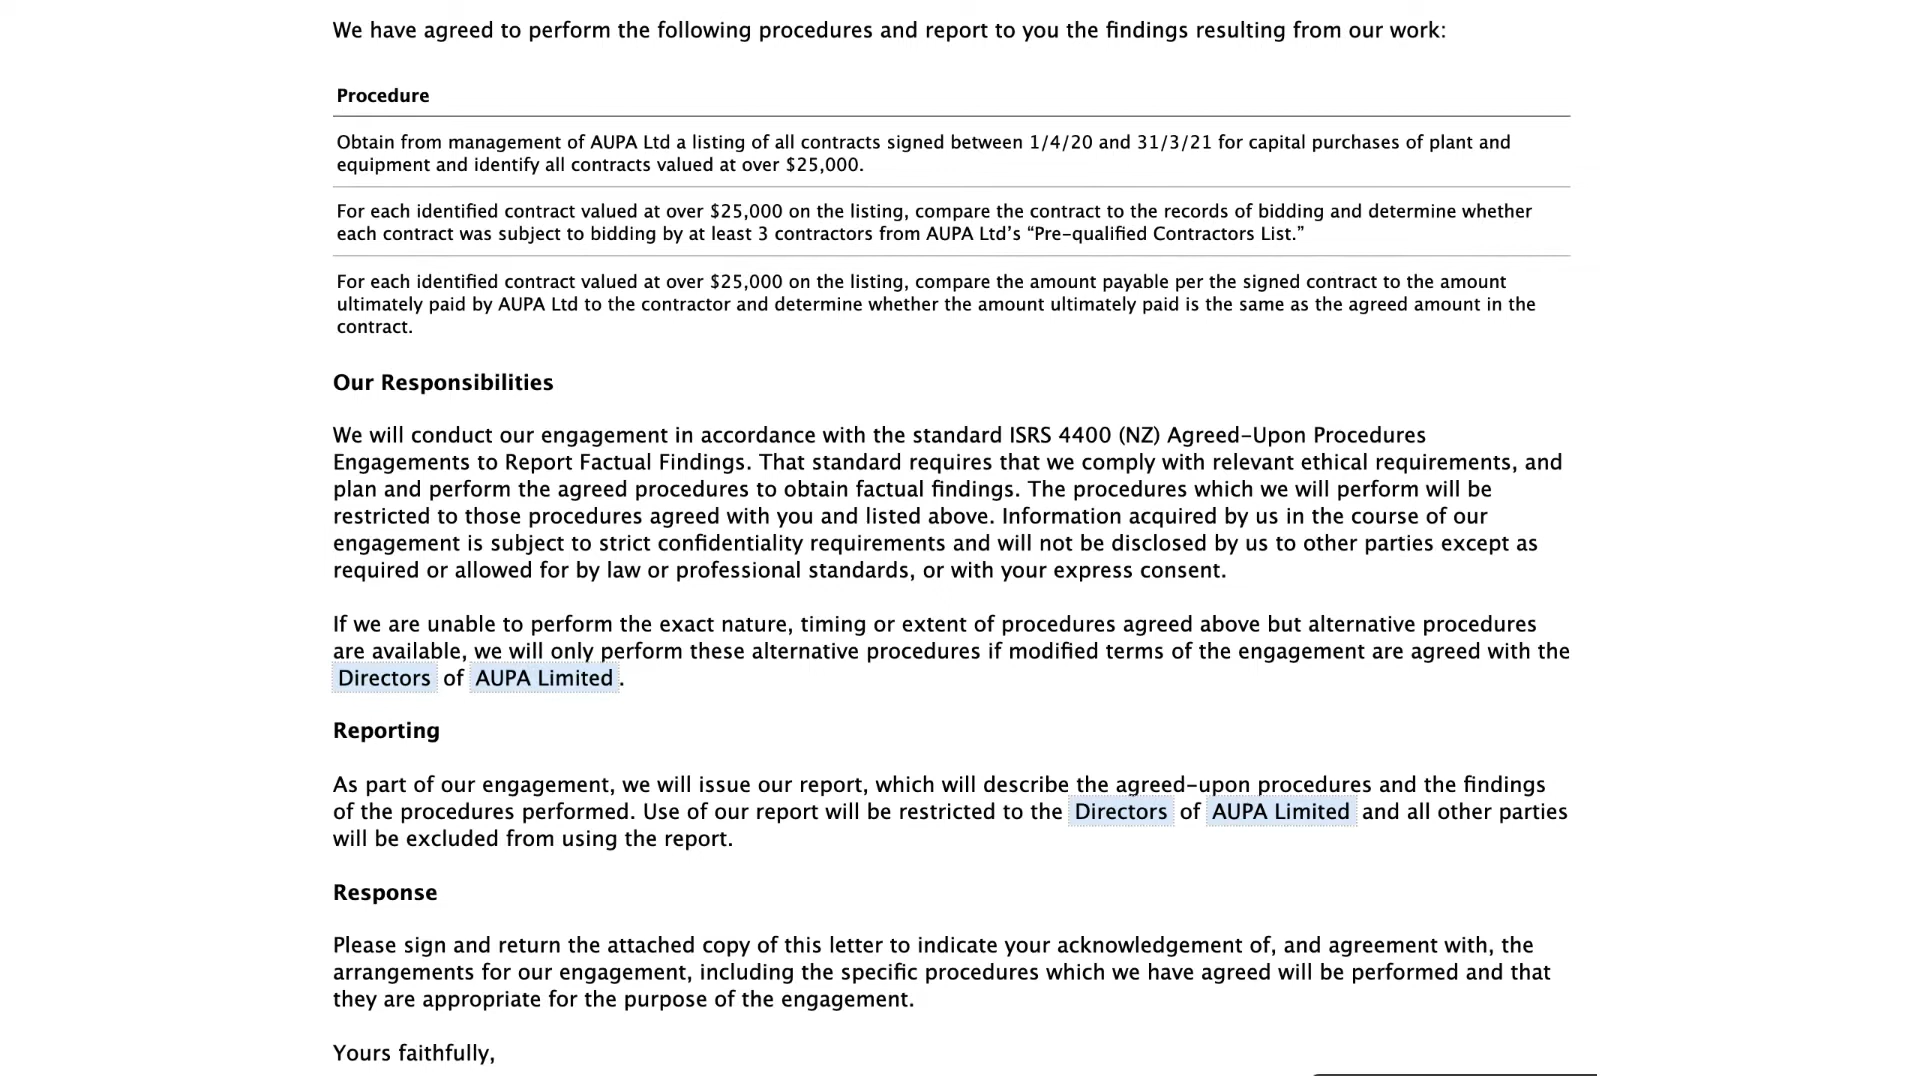 We have agreed to perform the following procedures and report to you the findings resulting from our work:
Procedure
Obtain from management of AUPA Ltd a listing of all contracts signed between 1/4/20 and 31/3/21 for capital purchases of plant and
equipment and identify all contracts valued at over $25,000.
For each identified contract valued at over $25,000 on the listing, compare the contract to the records of bidding and determine whether
each contract was subject to bidding by at least 3 contractors from AUPA Ltd’s “Pre-qualified Contractors List.”
For each identified contract valued at over $25,000 on the listing, compare the amount payable per the signed contract to the amount
ultimately paid by AUPA Ltd to the contractor and determine whether the amount ultimately paid is the same as the agreed amount in the
contract.
Our Responsibilities
We will conduct our engagement in accordance with the standard ISRS 4400 (NZ) Agreed-Upon Procedures
Engagements to Report Factual Findings. That standard requires that we comply with relevant ethical requirements, and
plan and perform the agreed procedures to obtain factual findings. The procedures which we will perform will be
restricted to those procedures agreed with you and listed above. Information acquired by us in the course of our
engagement is subject to strict confidentiality requirements and will not be disclosed by us to other parties except as
required or allowed for by law or professional standards, or with your express consent.
If we are unable to perform the exact nature, timing or extent of procedures agreed above but alternative procedures
are available, we will only perform these alternative procedures if modified terms of the engagement are agreed with the
Directors of AUPA Limited.
Reporting
As part of our engagement, we will issue our report, which will describe the agreed-upon procedures and the findings
of the procedures performed. Use of our report will be restricted to the Directors of AUPA Limited and all other parties
will be excluded from using the report.
Response
Please sign and return the attached copy of this letter to indicate your acknowledgement of, and agreement with, the
arrangements for our engagement, including the specific procedures which we have agreed will be performed and that
they are appropriate for the purpose of the engagement.
Yours faithfully,